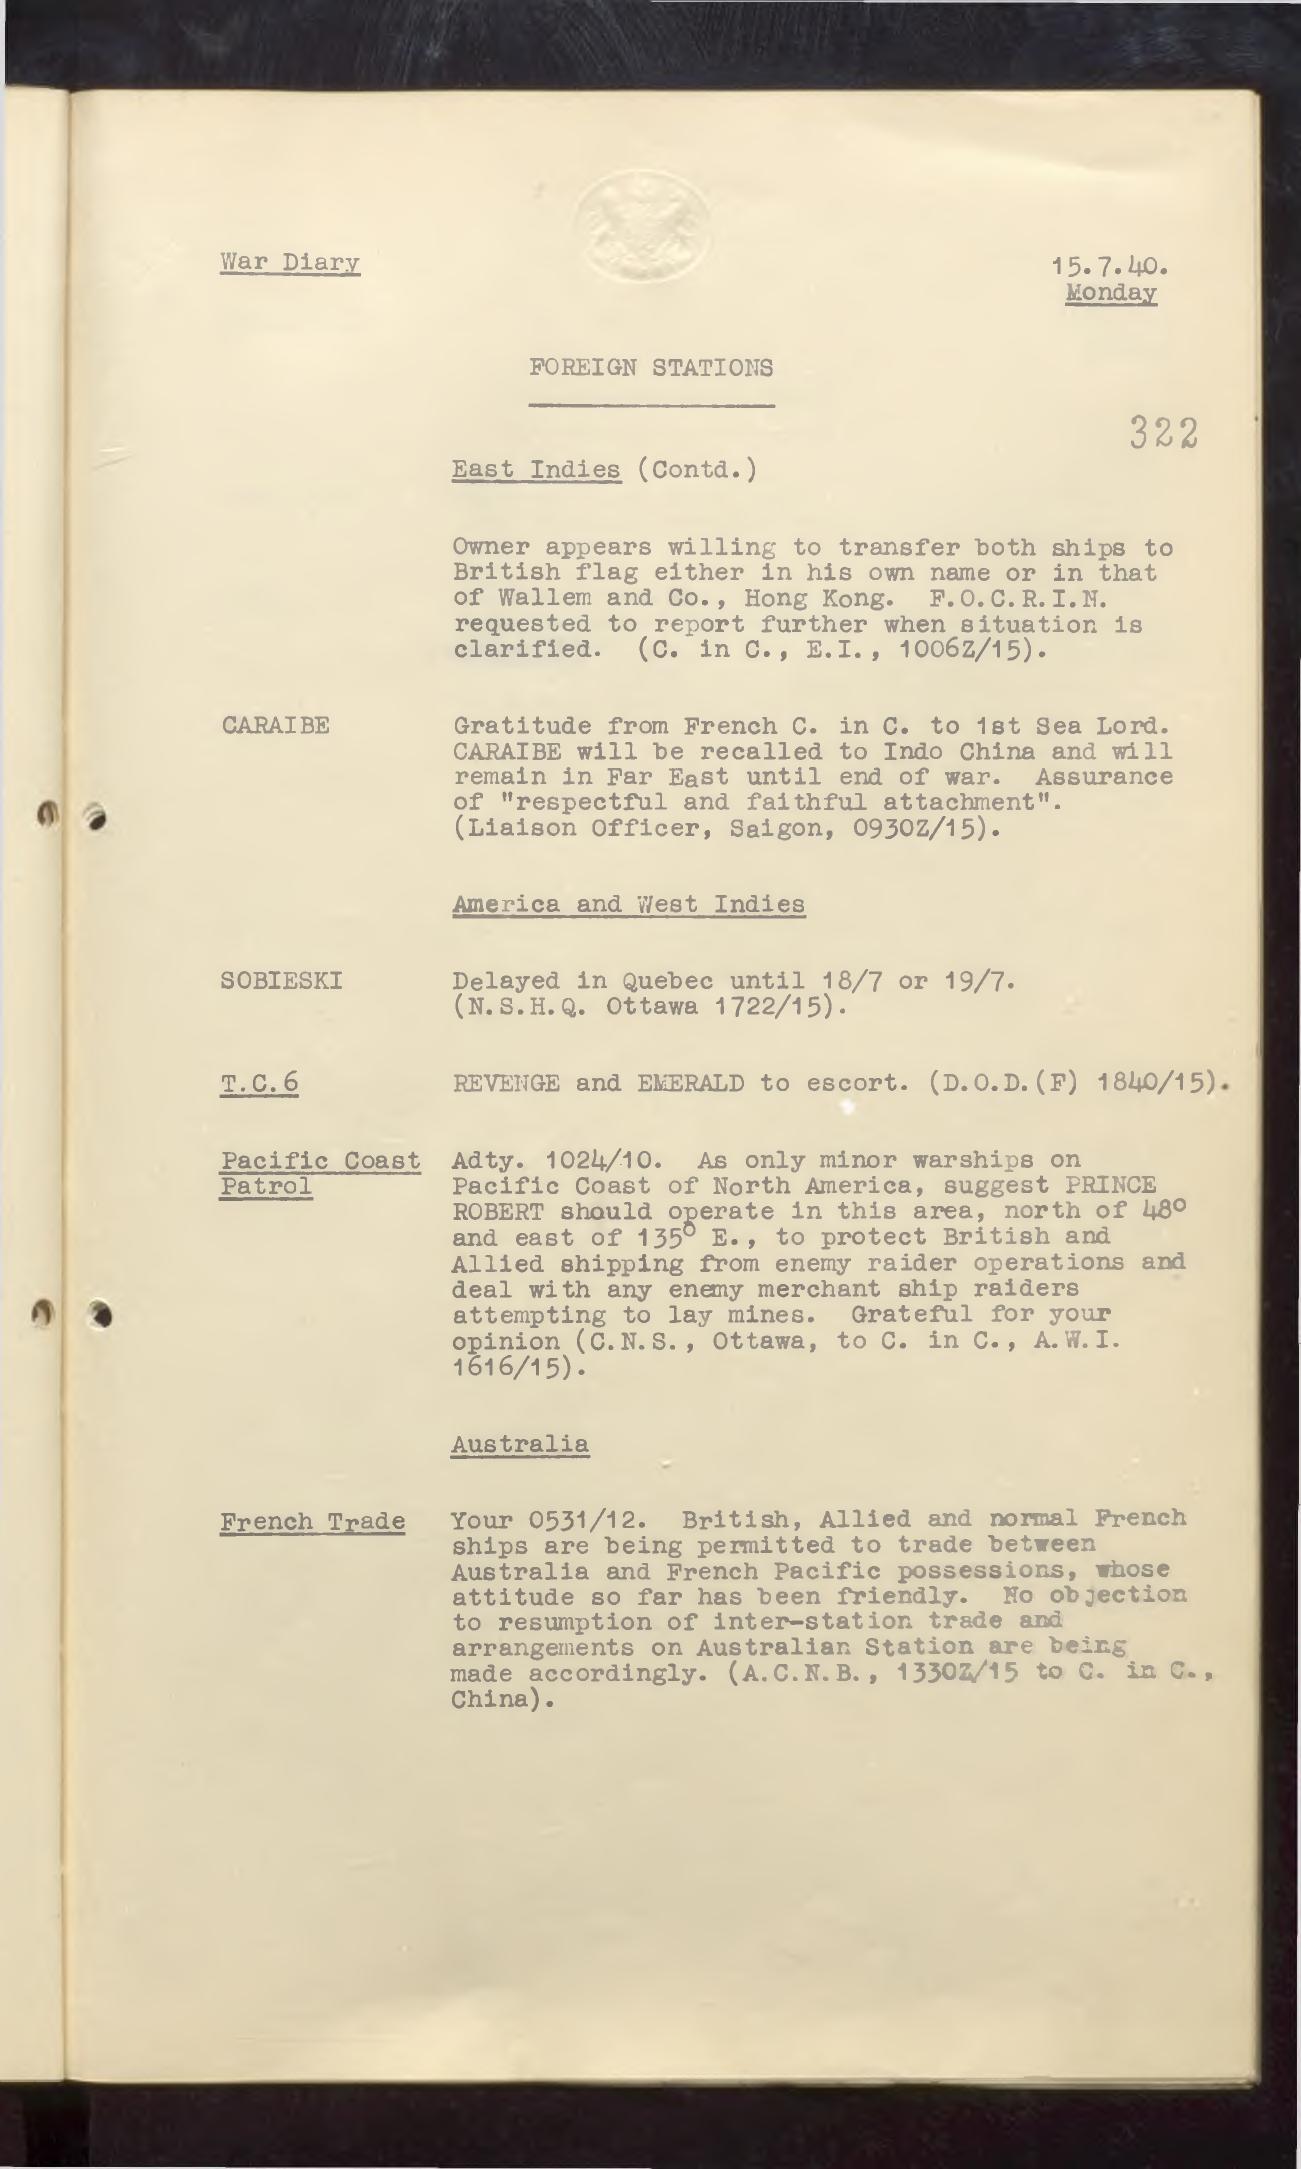 War Diary
15.7.40.
Monday
FOREIGN STATIONS
322
East Indies (Contd.)
Owner appears willing to transfer both ships to
British flag either in his own name or in that
of Wallem and Co., Hong Kong. F.O.C.R.I.N.
requested to report further when situation is
clarified. (C. in C., E.I., 1006Z/15).
CARAIBE Gratitude from French C. in C. to 1st Sea Lord.
CARAIBE will be recalled to Indo China and will
remain in Far East until end of war. Assurance
of "respectful and faithful attachment".
(Liaison Officer, Saigon, 0930Z/15).
America and West Indies
SOBIESKI Delayed in Quebec until 18/7 or 19/7.
(N.S.H.Q. Ottawa 1722/15).
T.C.6 REVENGE and EMERALD to escort. (D.O.D.(F) 1840/15).
Pacific Coast Adty. 1024/10. As only minor warships on
Patrol Pacific Coast of North America, suggest PRINCE
ROBERT should operate in this area, north of 48°
and east of 135° E., to protect British and
Allied shipping from enemy raider operations and
deal with any enemy merchant ship raiders
attempting to lay mines. Grateful for your
opinion (C.N.S., Ottawa, to C. in C., A.W.I.
1616/15).
Australia
French Trade Your 0531/12. British, Allied and normal French
ships are being permitted to trade between
Australia and French Pacific possessions, whose
attitude so far has been friendly. No objection
to resumption of inter-station trade and
arrangements on Australian Station are being
made accordingly. (A.C.N.B., 1330Z/15 to C. in C.,
China).